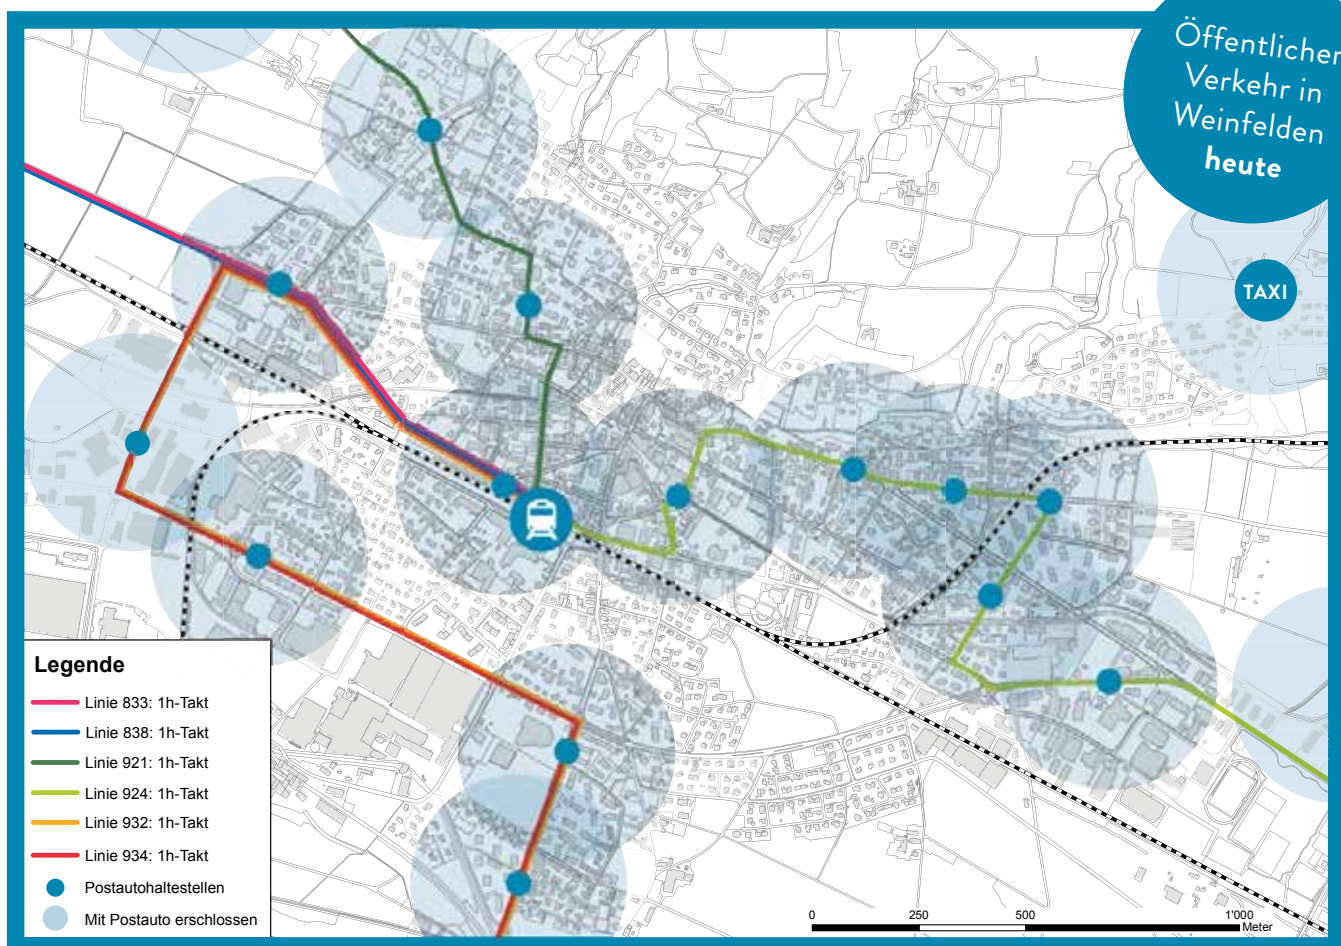 Öffentlicher
Verkehr in
Weinfelden
heute
TAXI
Legende
Linie 833: 1h-Takt
Linie 838: 1h-Takt
Linie 921: 1h-Takt
Linie 924: 1h-Takt
Linie 932: 1h-Takt
Linie 934: 1h-Takt
Postautohaltestellen
Mit Postauto erschlossen
0 250 500 1'000
Meter